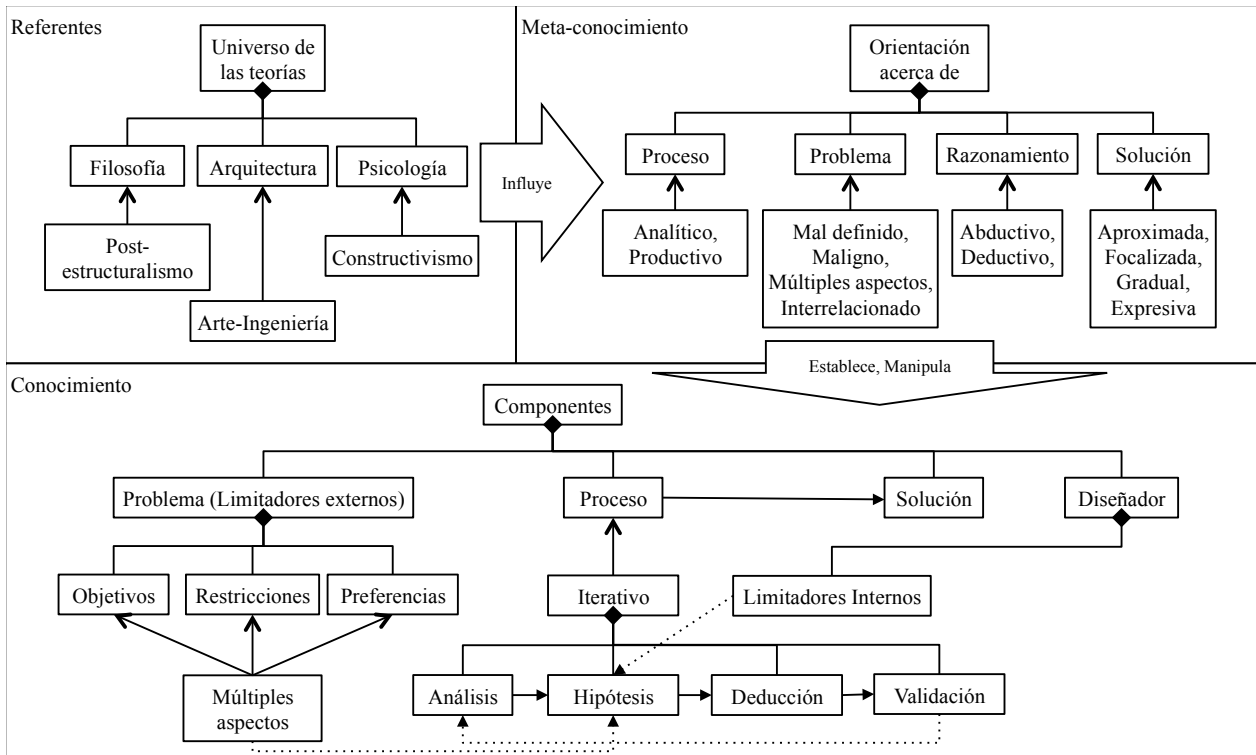 Referentes
Universo de
las teorías
Filosofía
Arquitectura
Psicología
Post-
estructuralismo
Constructivismo
Arte-Ingeniería
Influye
Meta-conocimiento
Orientación
acerca de
Proceso
Problema
Razonamiento
Solución
Analítico,
Productivo
Mal definido,
Maligno,
Múltiples aspectos,
Interrelacionado
Abductivo,
Deductivo,
Aproximada,
Focalizada,
Gradual,
Expresiva
Establece, Manipula
Conocimiento
Componentes
Problema (Limitadores externos)
Proceso
Solución
Diseñador
Objetivos
Restricciones
Preferencias
Iterativo
Limitadores Internos
Múltiples
aspectos
Análisis
Hipótesis
Deducción
Validación